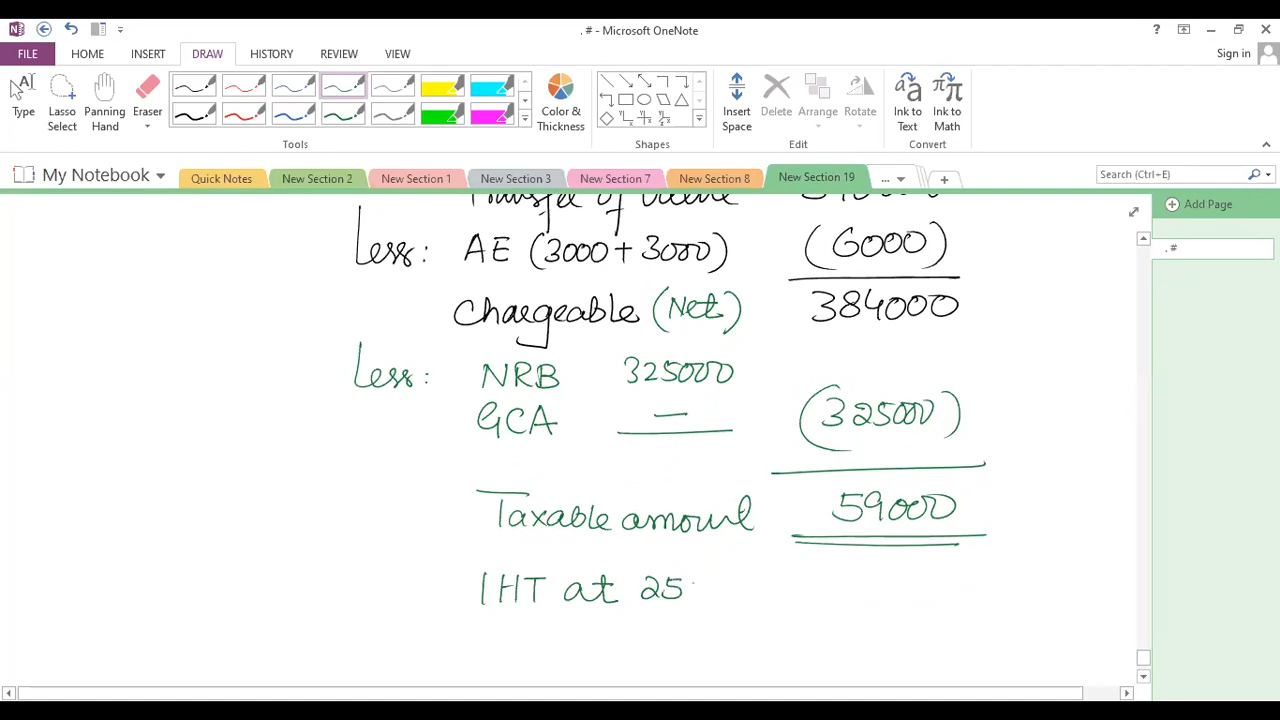 . # - Microsoft OneNote
Sign in
FILE HOME INSERT DRAW HISTORY REVIEW VIEW
Type
Lasso Select
Panning Hand
Eraser
Color & Thickness
Insert Space
Delete
Arrange
Rotate
Ink to Text
Ink to Math
Tools Shapes Edit Convert
My Notebook Quick Notes New Section 2 New Section 1 New Section 3 New Section 7 New Section 8 New Section 19 ... Search (Ctrl+E)
Add Page
. #
Transfer of value
Less: AE (3000 + 3000) (6000)
Chargeable (Net) 384000
Less: NRB 325000
GCA — (325000)
Taxable amount 59000
IHT at 25